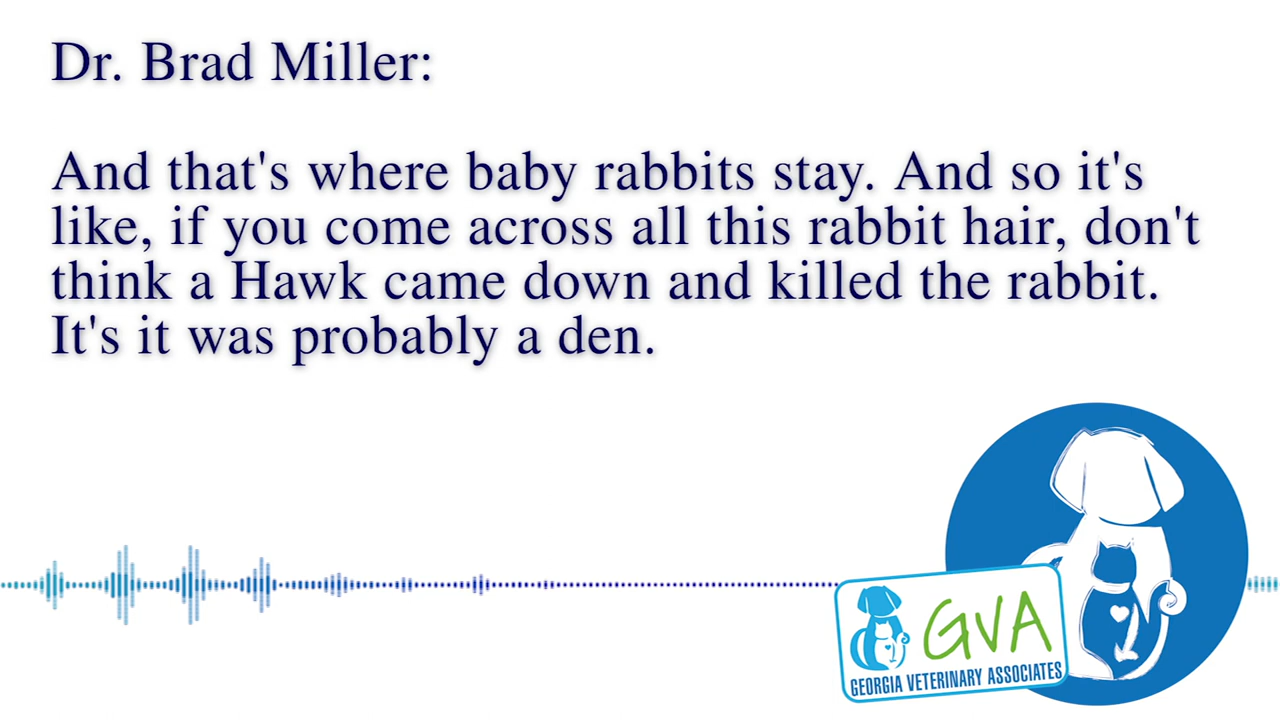 Dr. Brad Miller:
And that's where baby rabbits stay. And so it's
like, if you come across all this rabbit hair, don't
think a Hawk came down and killed the rabbit.
It's it was probably a den.
GVA
GEORGIA VETERINARY ASSOCIATES